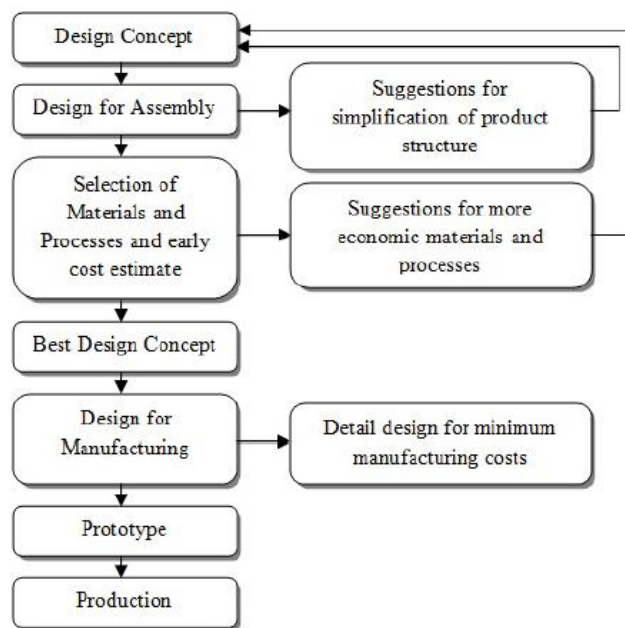 Design Concept
Design for Assembly
Suggestions for
simplification of product
structure
Selection of
Materials and
Processes and early
cost estimate
Suggestions for more
economic materials and
processes
Best Design Concept
Design for
Manufacturing
Detail design for minimum
manufacturing costs
Prototype
Production